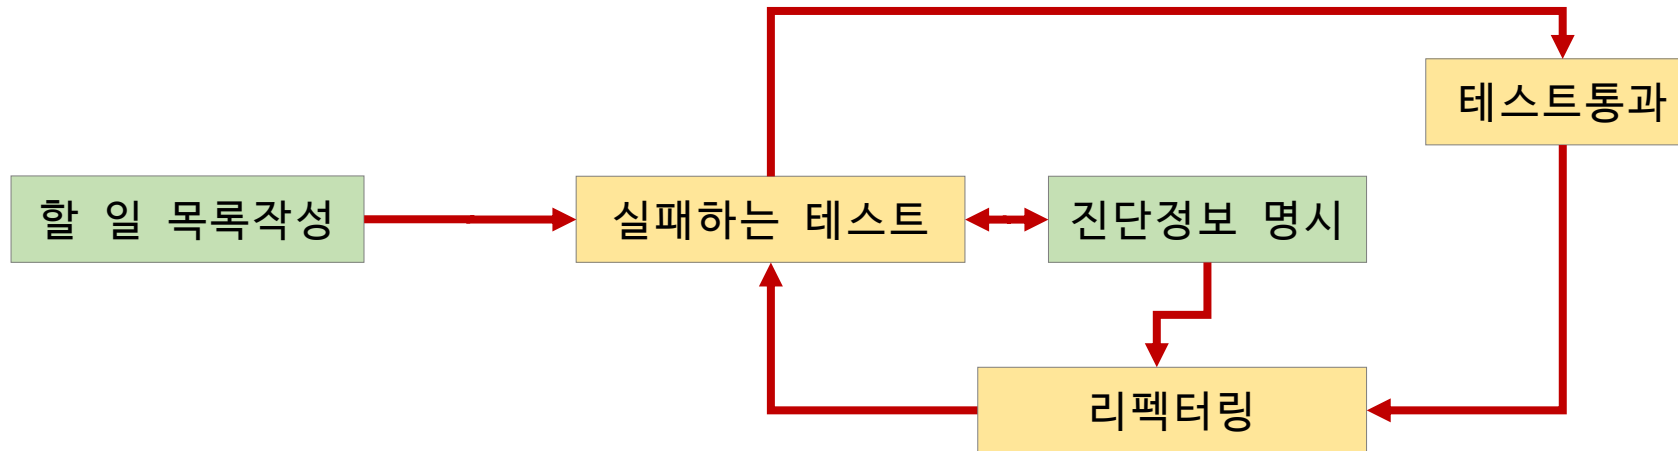 테스트통과
할 일 목록작성
실패하는 테스트
진단정보 명시
리펙터링